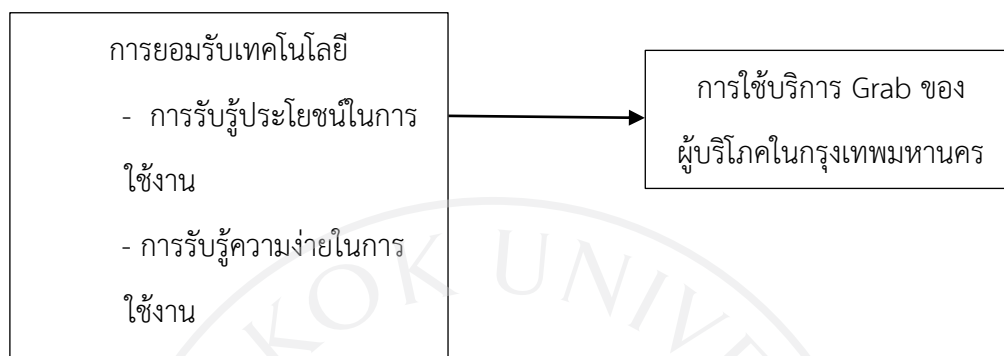 การยอมรับเทคโนโลยี
- การรับรู้ประโยชน์ในการ
ใช้งาน
- การรับรู้ความง่ายในการ
ใช้งาน
การใช้บริการ Grab ของ
ผู้บริโภคในกรุงเทพมหานคร
KOK UNIVE